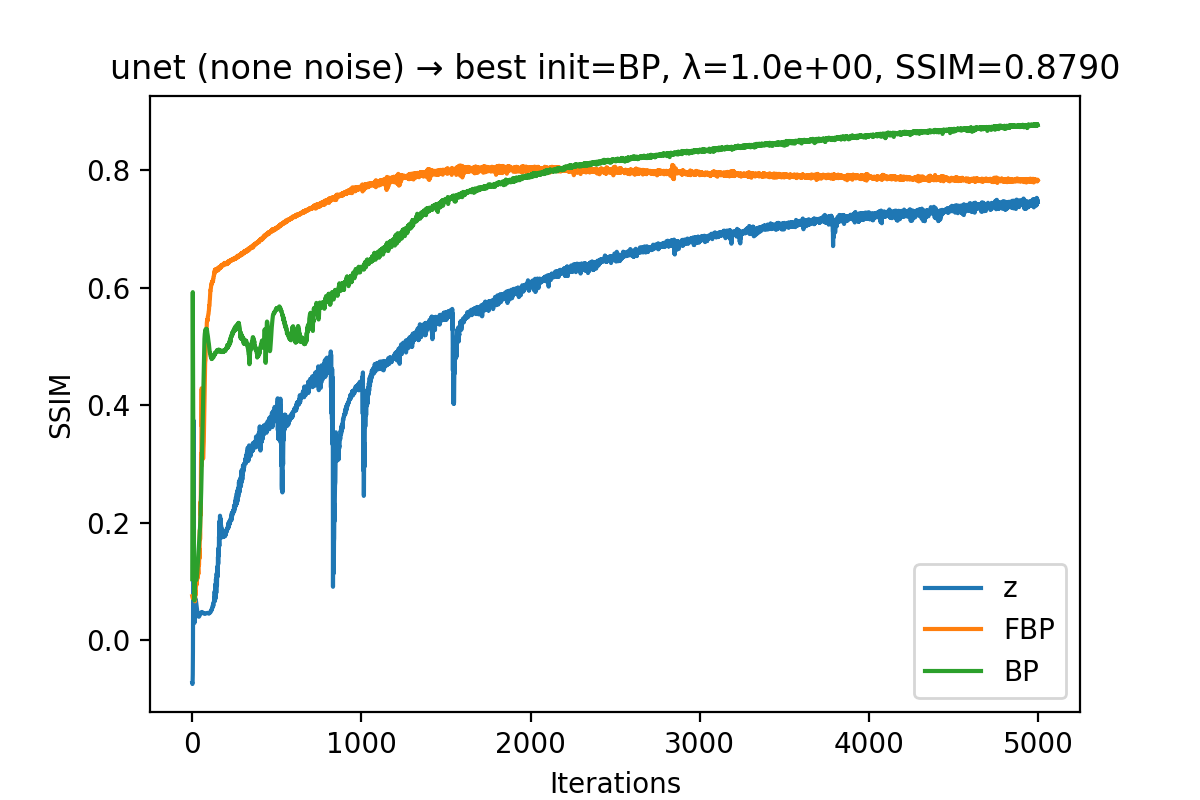 unet (none noise) → best init=BP, λ=1.0e+00, SSIM=0.8790
SSIM
0.8
0.6
0.4
0.2
0.0
0 1000 2000 3000 4000 5000
Iterations
z
FBP
BP